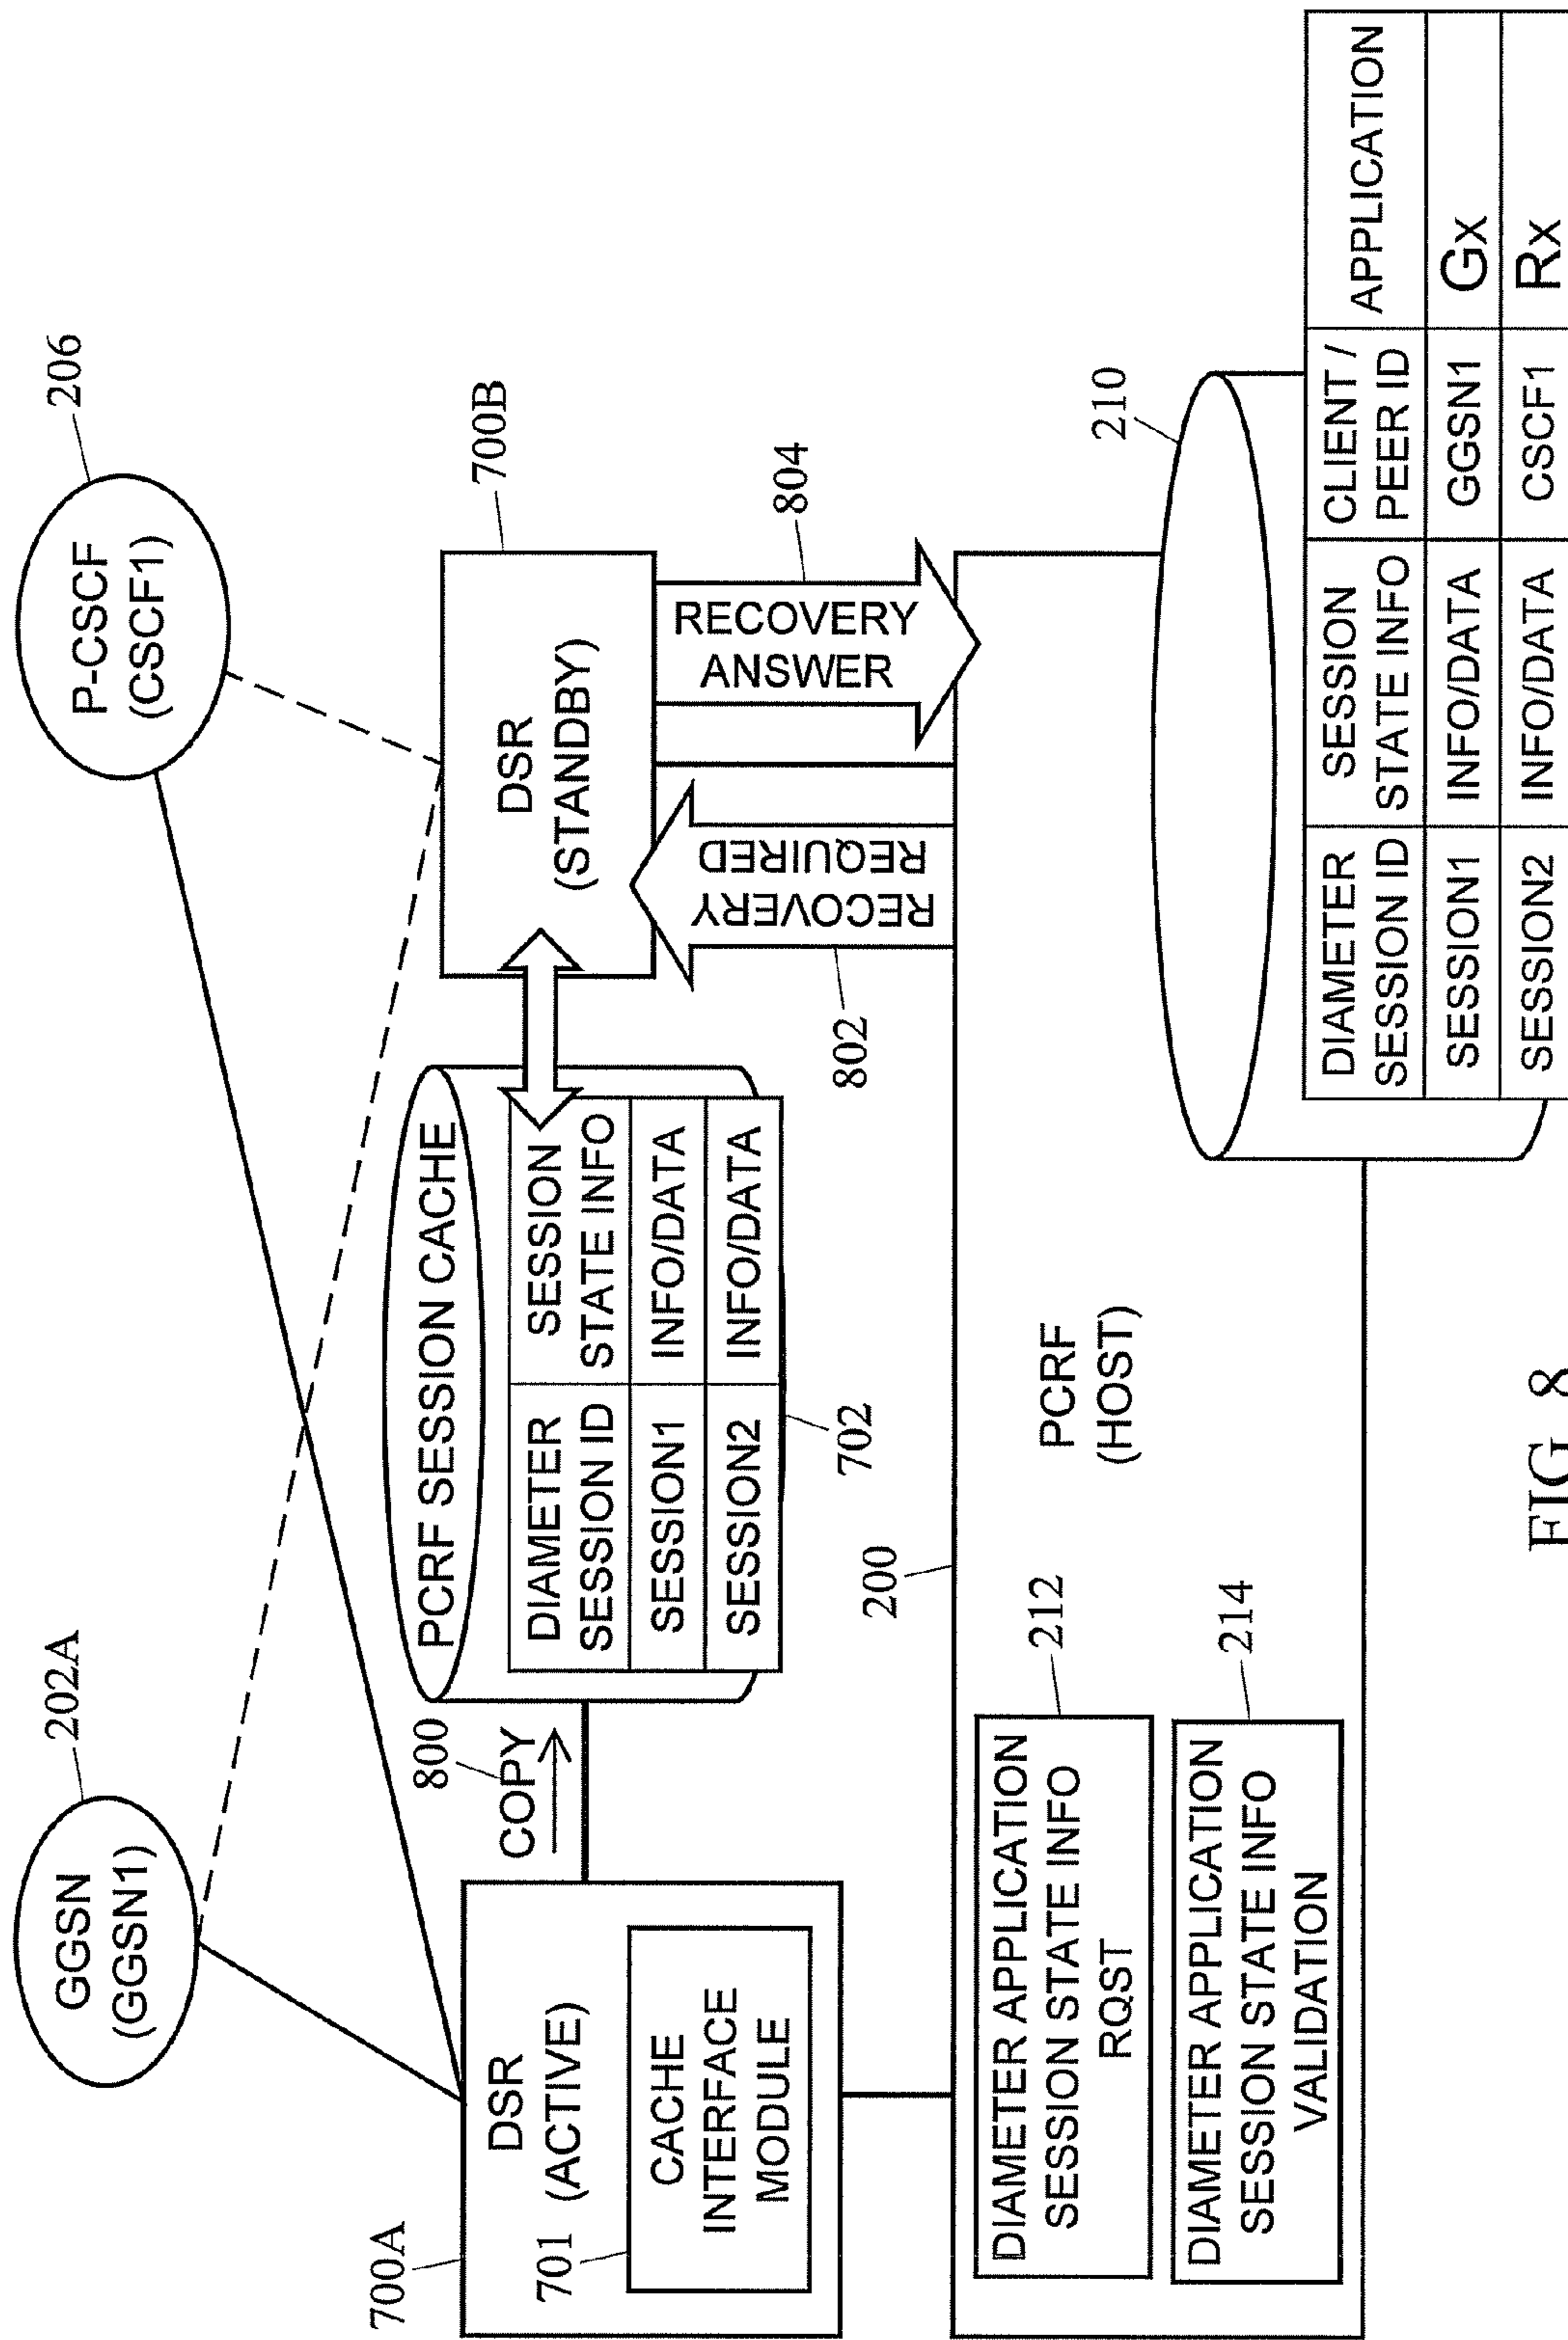 202A
206
GGSN
(GGSN1)
P-CSCF
(CSCF1)
700A
DSR
(ACTIVE)
701
CACHE
INTERFACE
MODULE
800
COPY
PCRF SESSION CACHE
DIAMETER
SESSION ID
SESSION
STATE INFO
SESSION1
INFO/DATA
SESSION2
INFO/DATA
702
700B
DSR
(STANDBY)
802
RECOVERY
REQUIRED
RECOVERY
ANSWER
804
200
PCRF
(HOST)
DIAMETER APPLICATION
SESSION STATE INFO
RQST
212
DIAMETER APPLICATION
SESSION STATE INFO
VALIDATION
214
210
DIAMETER
SESSION ID
SESSION
STATE INFO
CLIENT /
PEER ID
APPLICATION
SESSION1
INFO/DATA
GGSN1
Gx
SESSION2
INFO/DATA
CSCF1
Rx
FIG. 8